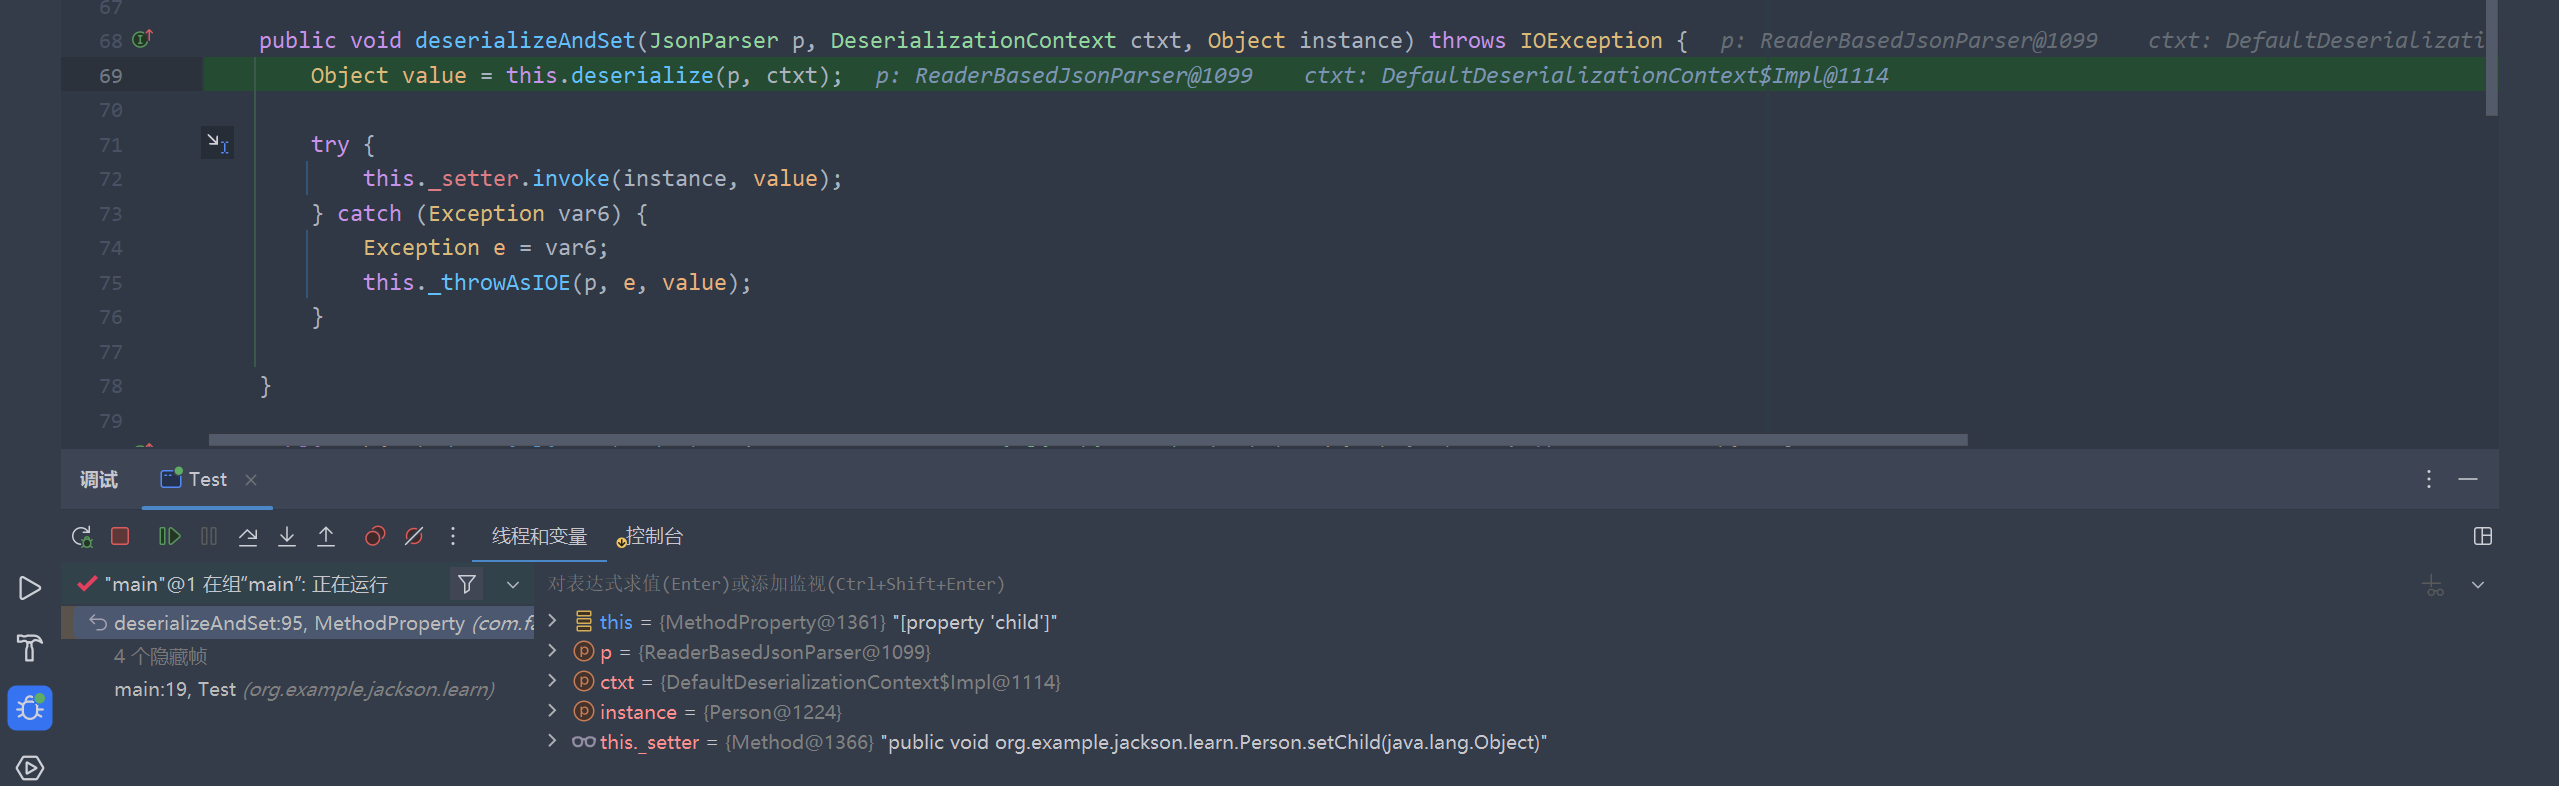 67
68 public void deserializeAndSet(JsonParser p, DeserializationContext ctxt, Object instance) throws IOException { p: ReaderBasedJsonParser@1099 ctxt: DefaultDeserializati
69 Object value = this.deserialize(p, ctxt); p: ReaderBasedJsonParser@1099 ctxt: DefaultDeserializationContext$Impl@1114
70
71 try {
72 this._setter.invoke(instance, value);
73 } catch (Exception var6) {
74 Exception e = var6;
75 this._throwAsIOE(p, e, value);
76 }
77
78 }
79
调试 Test
线程和变量 控制台
"main"@1 在组“main”: 正在运行
对表达式求值(Enter)或添加监视(Ctrl+Shift+Enter)
deserializeAndSet:95, MethodProperty (com.fa
4 个隐藏帧
main:19, Test (org.example.jackson.learn)
this = {MethodProperty@1361} "[property 'child']"
p = {ReaderBasedJsonParser@1099}
ctxt = {DefaultDeserializationContext$Impl@1114}
instance = {Person@1224}
this._setter = {Method@1366} "public void org.example.jackson.learn.Person.setChild(java.lang.Object)"